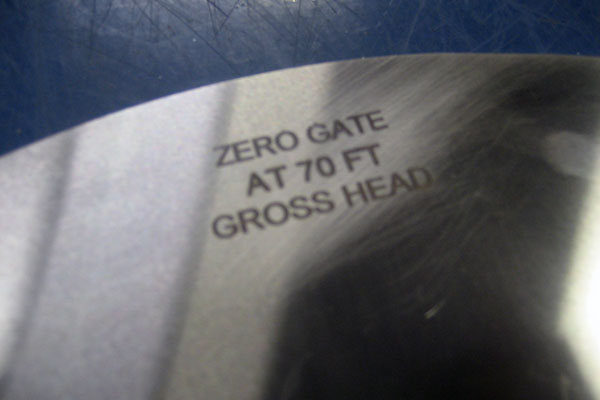 ZERO GATE
AT 70 FT
GROSS HEAD